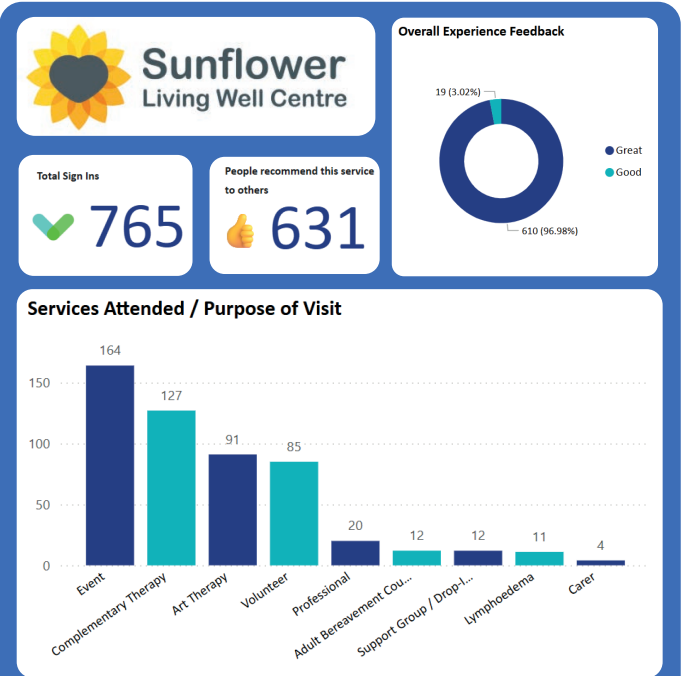 Sunflower
Living Well Centre
Overall Experience Feedback
19 (3.02%)
610 (96.98%)
Great
Good
Total Sign Ins
765
People recommend this service
to others
631
Services Attended / Purpose of Visit
150
100
50
0
164
127
91
85
20
12
12
11
4
Event
Complementary Therapy
Art Therapy
Volunteer
Professional
Adult Bereavement Cou...
Support Group / Drop-I...
Lymphoedema
Carer